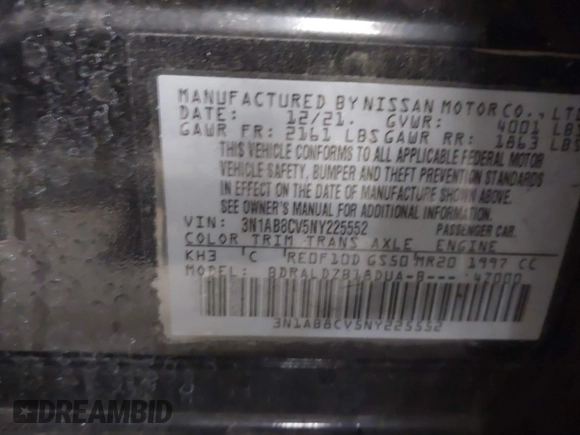 MANUFACTURED BY NISSAN MOTOR CO., LTD
DATE: 12/21. GVWR: 4001 LBS
GAWR FR: 2161 LBS GAWR RR: 1863 LBS
THIS VEHICLE CONFORMS TO ALL APPLICABLE FEDERAL MOTOR
VEHICLE SAFETY, BUMPER AND THEFT PREVENTION STANDARDS
IN EFFECT ON THE DATE OF MANUFACTURE SHOWN ABOVE.
SEE OWNER'S MANUAL FOR ADDITIONAL INFORMATION.
VIN: 3N1AB8CV5NY225552 PASSENGER CAR.
COLOR TRIM TRANS AXLE ENGINE
KH3 C RE0F10D GS50 MR20 1997 CC
MODEL: BDRALDZB18DUA-B---
3N1AB8CV5NY225552
DREAMBID